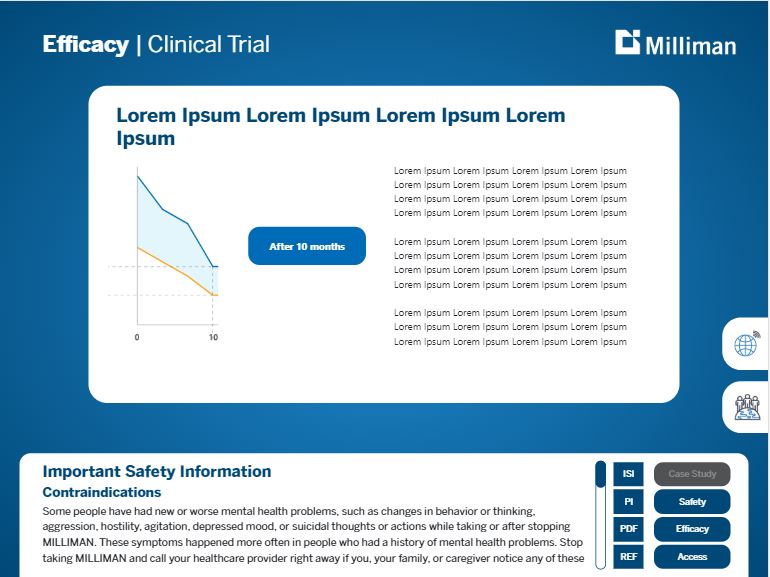 Efficacy | Clinical Trial
Milliman
Lorem Ipsum Lorem Ipsum Lorem Ipsum Lorem
Ipsum
Lorem Ipsum Lorem Ipsum Lorem Ipsum Lorem Ipsum
Lorem Ipsum Lorem Ipsum Lorem Ipsum Lorem Ipsum
Lorem Ipsum Lorem Ipsum Lorem Ipsum Lorem Ipsum
Lorem Ipsum Lorem Ipsum Lorem Ipsum Lorem Ipsum
After 10 months
Lorem Ipsum Lorem Ipsum Lorem Ipsum Lorem Ipsum
Lorem Ipsum Lorem Ipsum Lorem Ipsum Lorem Ipsum
Lorem Ipsum Lorem Ipsum Lorem Ipsum Lorem Ipsum
Lorem Ipsum Lorem Ipsum Lorem Ipsum Lorem Ipsum
Lorem Ipsum Lorem Ipsum Lorem Ipsum Lorem Ipsum
Lorem Ipsum Lorem Ipsum Lorem Ipsum Lorem Ipsum
Lorem Ipsum Lorem Ipsum Lorem Ipsum Lorem Ipsum
0 10
Important Safety Information
Contraindications
Some people have had new or worse mental health problems, such as changes in behavior or thinking,
aggression, hostility, agitation, depressed mood, or suicidal thoughts or actions while taking or after stopping
MILLIMAN. These symptoms happened more often in people who had a history of mental health problems. Stop
taking MILLIMAN and call your healthcare provider right away if you, your family, or caregiver notice any of these
ISI
Case Study
PI
Safety
PDF
Efficacy
REF
Access